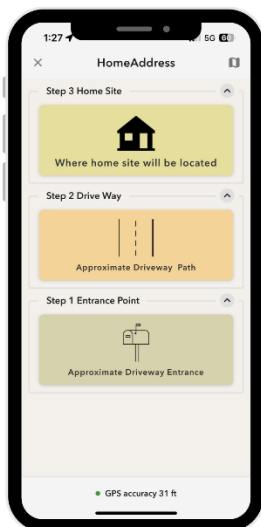 1:27
5G
HomeAddress
Step 3 Home Site
Where home site will be located
Step 2 Drive Way
Approximate Driveway Path
Step 1 Entrance Point
Approximate Driveway Entrance
GPS accuracy 31 ft